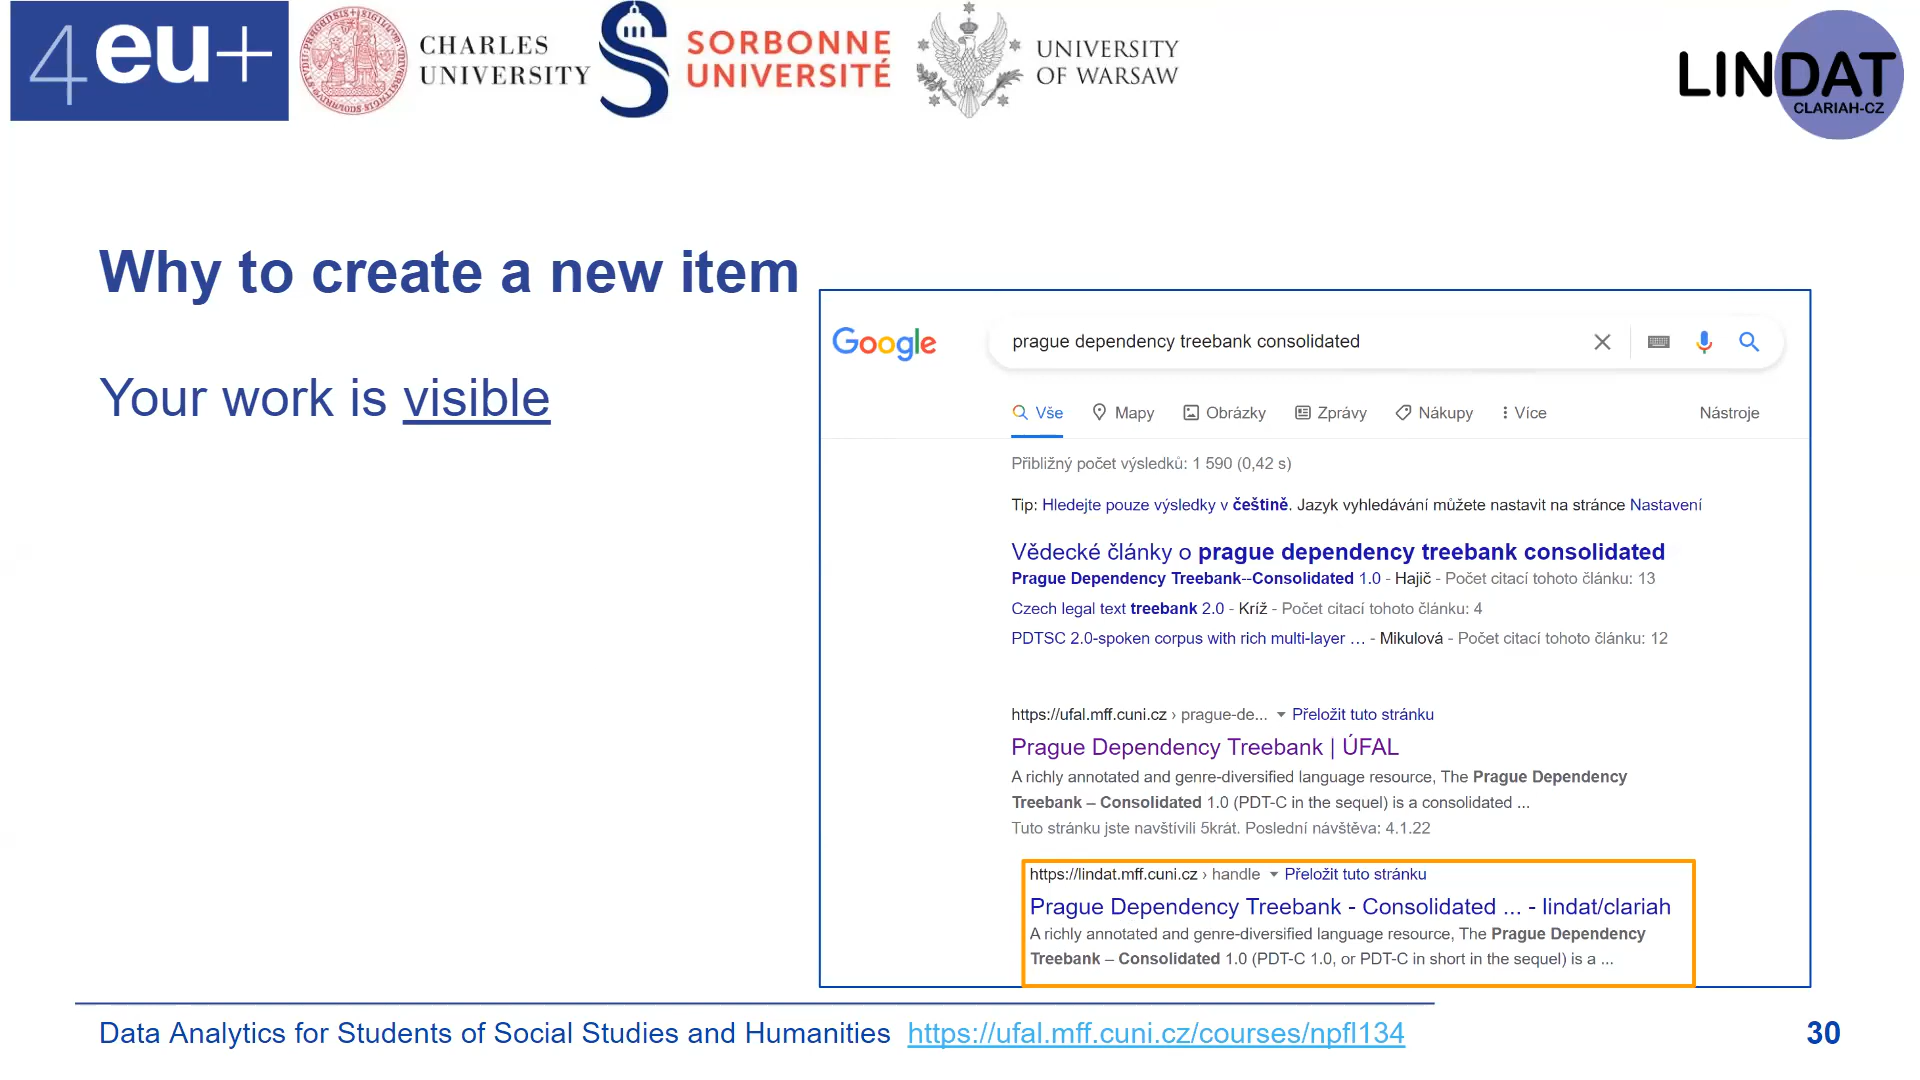 4eu+
CHARLES
UNIVERSITY
SORBONNE
UNIVERSITÉ
UNIVERSITY
OF WARSAW
LINDAT
CLARIAH-CZ
Why to create a new item
Your work is visible
Google
prague dependency treebank consolidated
Vše Mapy Obrázky Zprávy Nákupy Více Nástroje
Přibližný počet výsledků: 1 590 (0,42 s)
Tip: Hledejte pouze výsledky v češtině. Jazyk vyhledávání můžete nastavit na stránce Nastavení
Vědecké články o prague dependency treebank consolidated
Prague Dependency Treebank--Consolidated 1.0 - Hajič - Počet citací tohoto článku: 13
Czech legal text treebank 2.0 - Kríž - Počet citací tohoto článku: 4
PDTSC 2.0-spoken corpus with rich multi-layer … - Mikulová - Počet citací tohoto článku: 12
https://ufal.mff.cuni.cz › prague-de... Přeložit tuto stránku
Prague Dependency Treebank | ÚFAL
A richly annotated and genre-diversified language resource, The Prague Dependency
Treebank – Consolidated 1.0 (PDT-C in the sequel) is a consolidated ...
Tuto stránku jste navštívili 5krát. Poslední návštěva: 4.1.22
https://lindat.mff.cuni.cz › handle Přeložit tuto stránku
Prague Dependency Treebank - Consolidated ... - lindat/clariah
A richly annotated and genre-diversified language resource, The Prague Dependency
Treebank – Consolidated 1.0 (PDT-C 1.0, or PDT-C in short in the sequel) is a ...
Data Analytics for Students of Social Studies and Humanities https://ufal.mff.cuni.cz/courses/npfl134
30